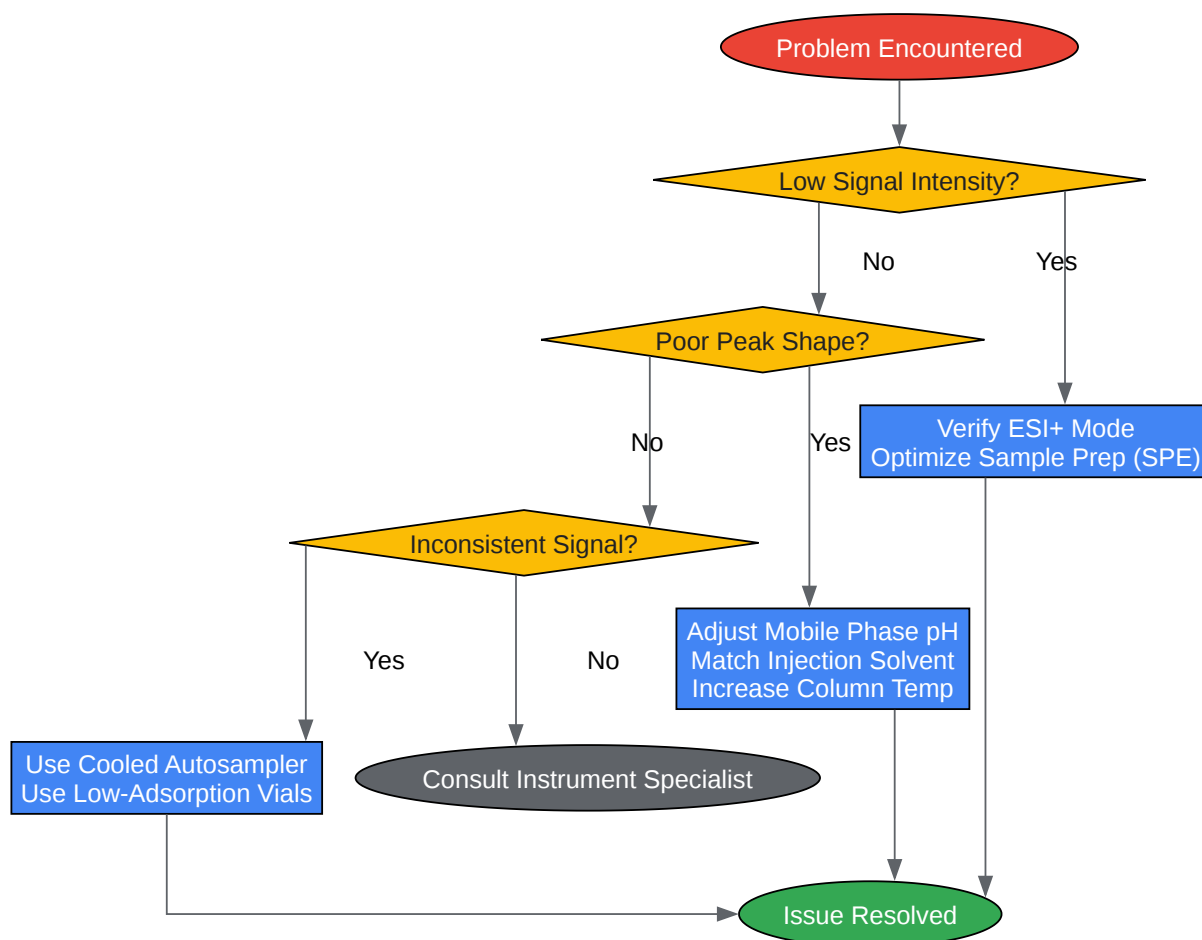 Problem Encountered
Low Signal Intensity?
No
Yes
Poor Peak Shape?
No
Yes
Verify ESI+ Mode
Optimize Sample Prep (SPE)
Inconsistent Signal?
Yes
No
Adjust Mobile Phase pH
Match Injection Solvent
Increase Column Temp
Use Cooled Autosampler
Use Low-Adsorption Vials
Consult Instrument Specialist
Issue Resolved